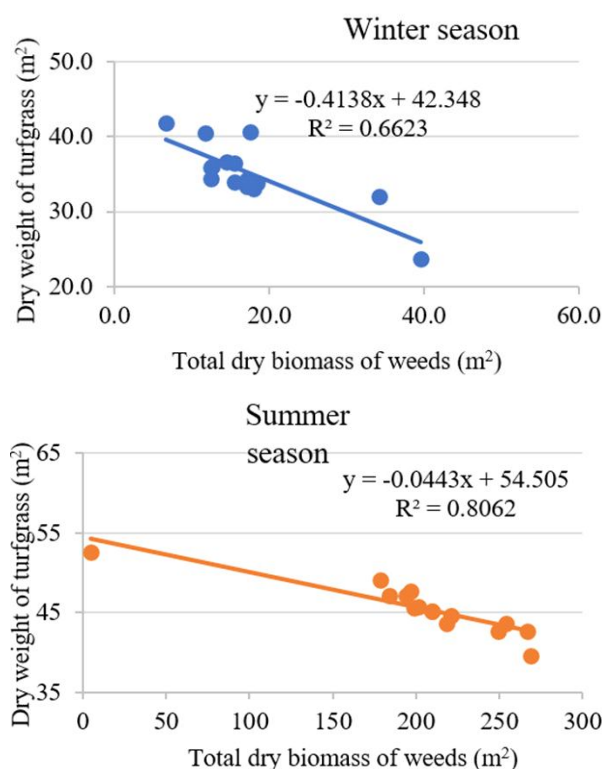 Winter season
Dry weight of turfgrass (m²)
50.0
40.0
30.0
20.0
y = -0.4138x + 42.348
R² = 0.6623
0.0 20.0 40.0 60.0
Total dry biomass of weeds (m²)
Summer
season
Dry weight of turfgrass (m²)
65
55
45
35
y = -0.0443x + 54.505
R² = 0.8062
0 50 100 150 200 250 300
Total dry biomass of weeds (m²)